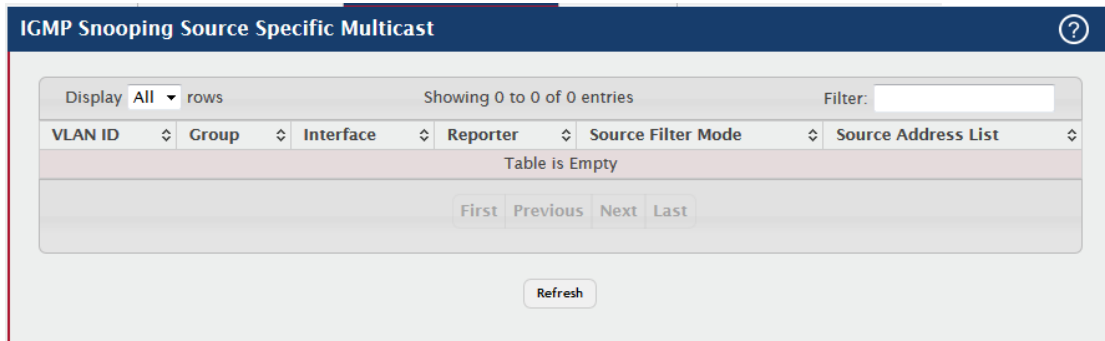 IGMP Snooping Source Specific Multicast ?
Display All rows Showing 0 to 0 of 0 entries Filter:
VLAN ID Group Interface Reporter Source Filter Mode Source Address List
Table is Empty
First Previous Next Last
Refresh